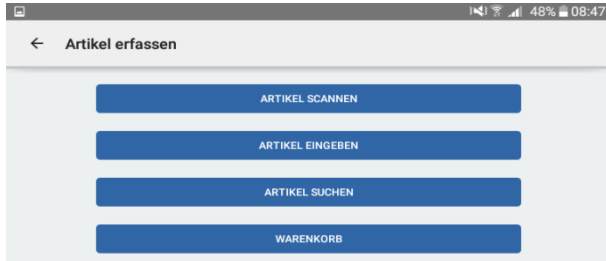 48% 08:47
Artikel erfassen
ARTIKEL SCANNEN
ARTIKEL EINGEBEN
ARTIKEL SUCHEN
WARENKORB